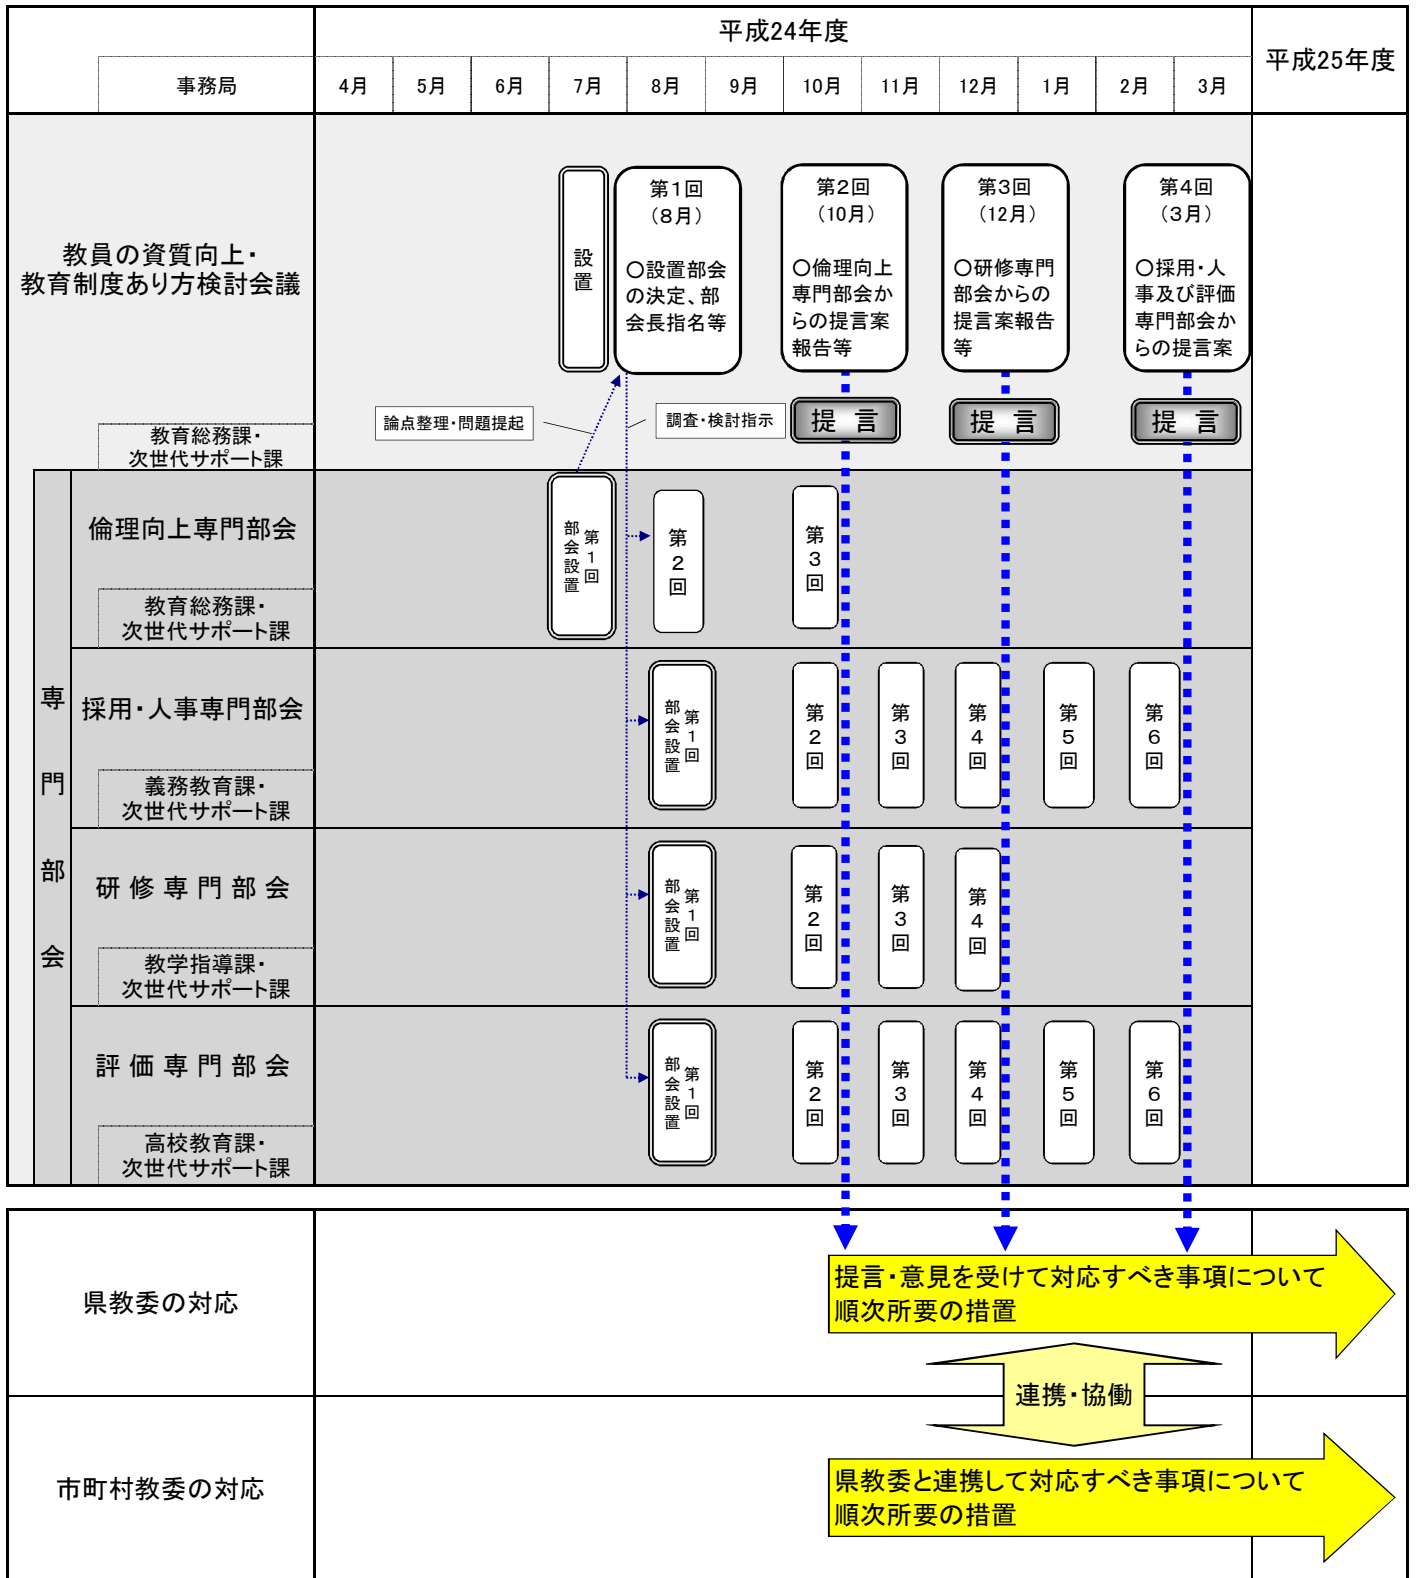 平成24年度
平成25年度
事務局
4月
5月
6月
7月
8月
9月
10月
11月
12月
1月
2月
3月
教員の資質向上・
教育制度あり方検討会議
教育総務課・
次世代サポート課
設置
第1回
(8月)
○設置部会
の決定、部
会長指名等
第2回
(10月)
○倫理向上
専門部会か
らの提言案
報告等
第3回
(12月)
○研修専門
部会からの
提言案報告
等
第4回
(3月)
○採用・人
事及び評価
専門部会か
らの提言案
論点整理・問題提起
調査・検討指示
提 言
提 言
提 言
専門部会
倫理向上専門部会
教育総務課・
次世代サポート課
第1回
部会設置
第2回
第3回
採用・人事専門部会
義務教育課・
次世代サポート課
第1回
部会設置
第2回
第3回
第4回
第5回
第6回
研修専門部会
教学指導課・
次世代サポート課
第1回
部会設置
第2回
第3回
第4回
評価専門部会
高校教育課・
次世代サポート課
第1回
部会設置
第2回
第3回
第4回
第5回
第6回
県教委の対応
提言・意見を受けて対応すべき事項について
順次所要の措置
連携・協働
市町村教委の対応
県教委と連携して対応すべき事項について
順次所要の措置